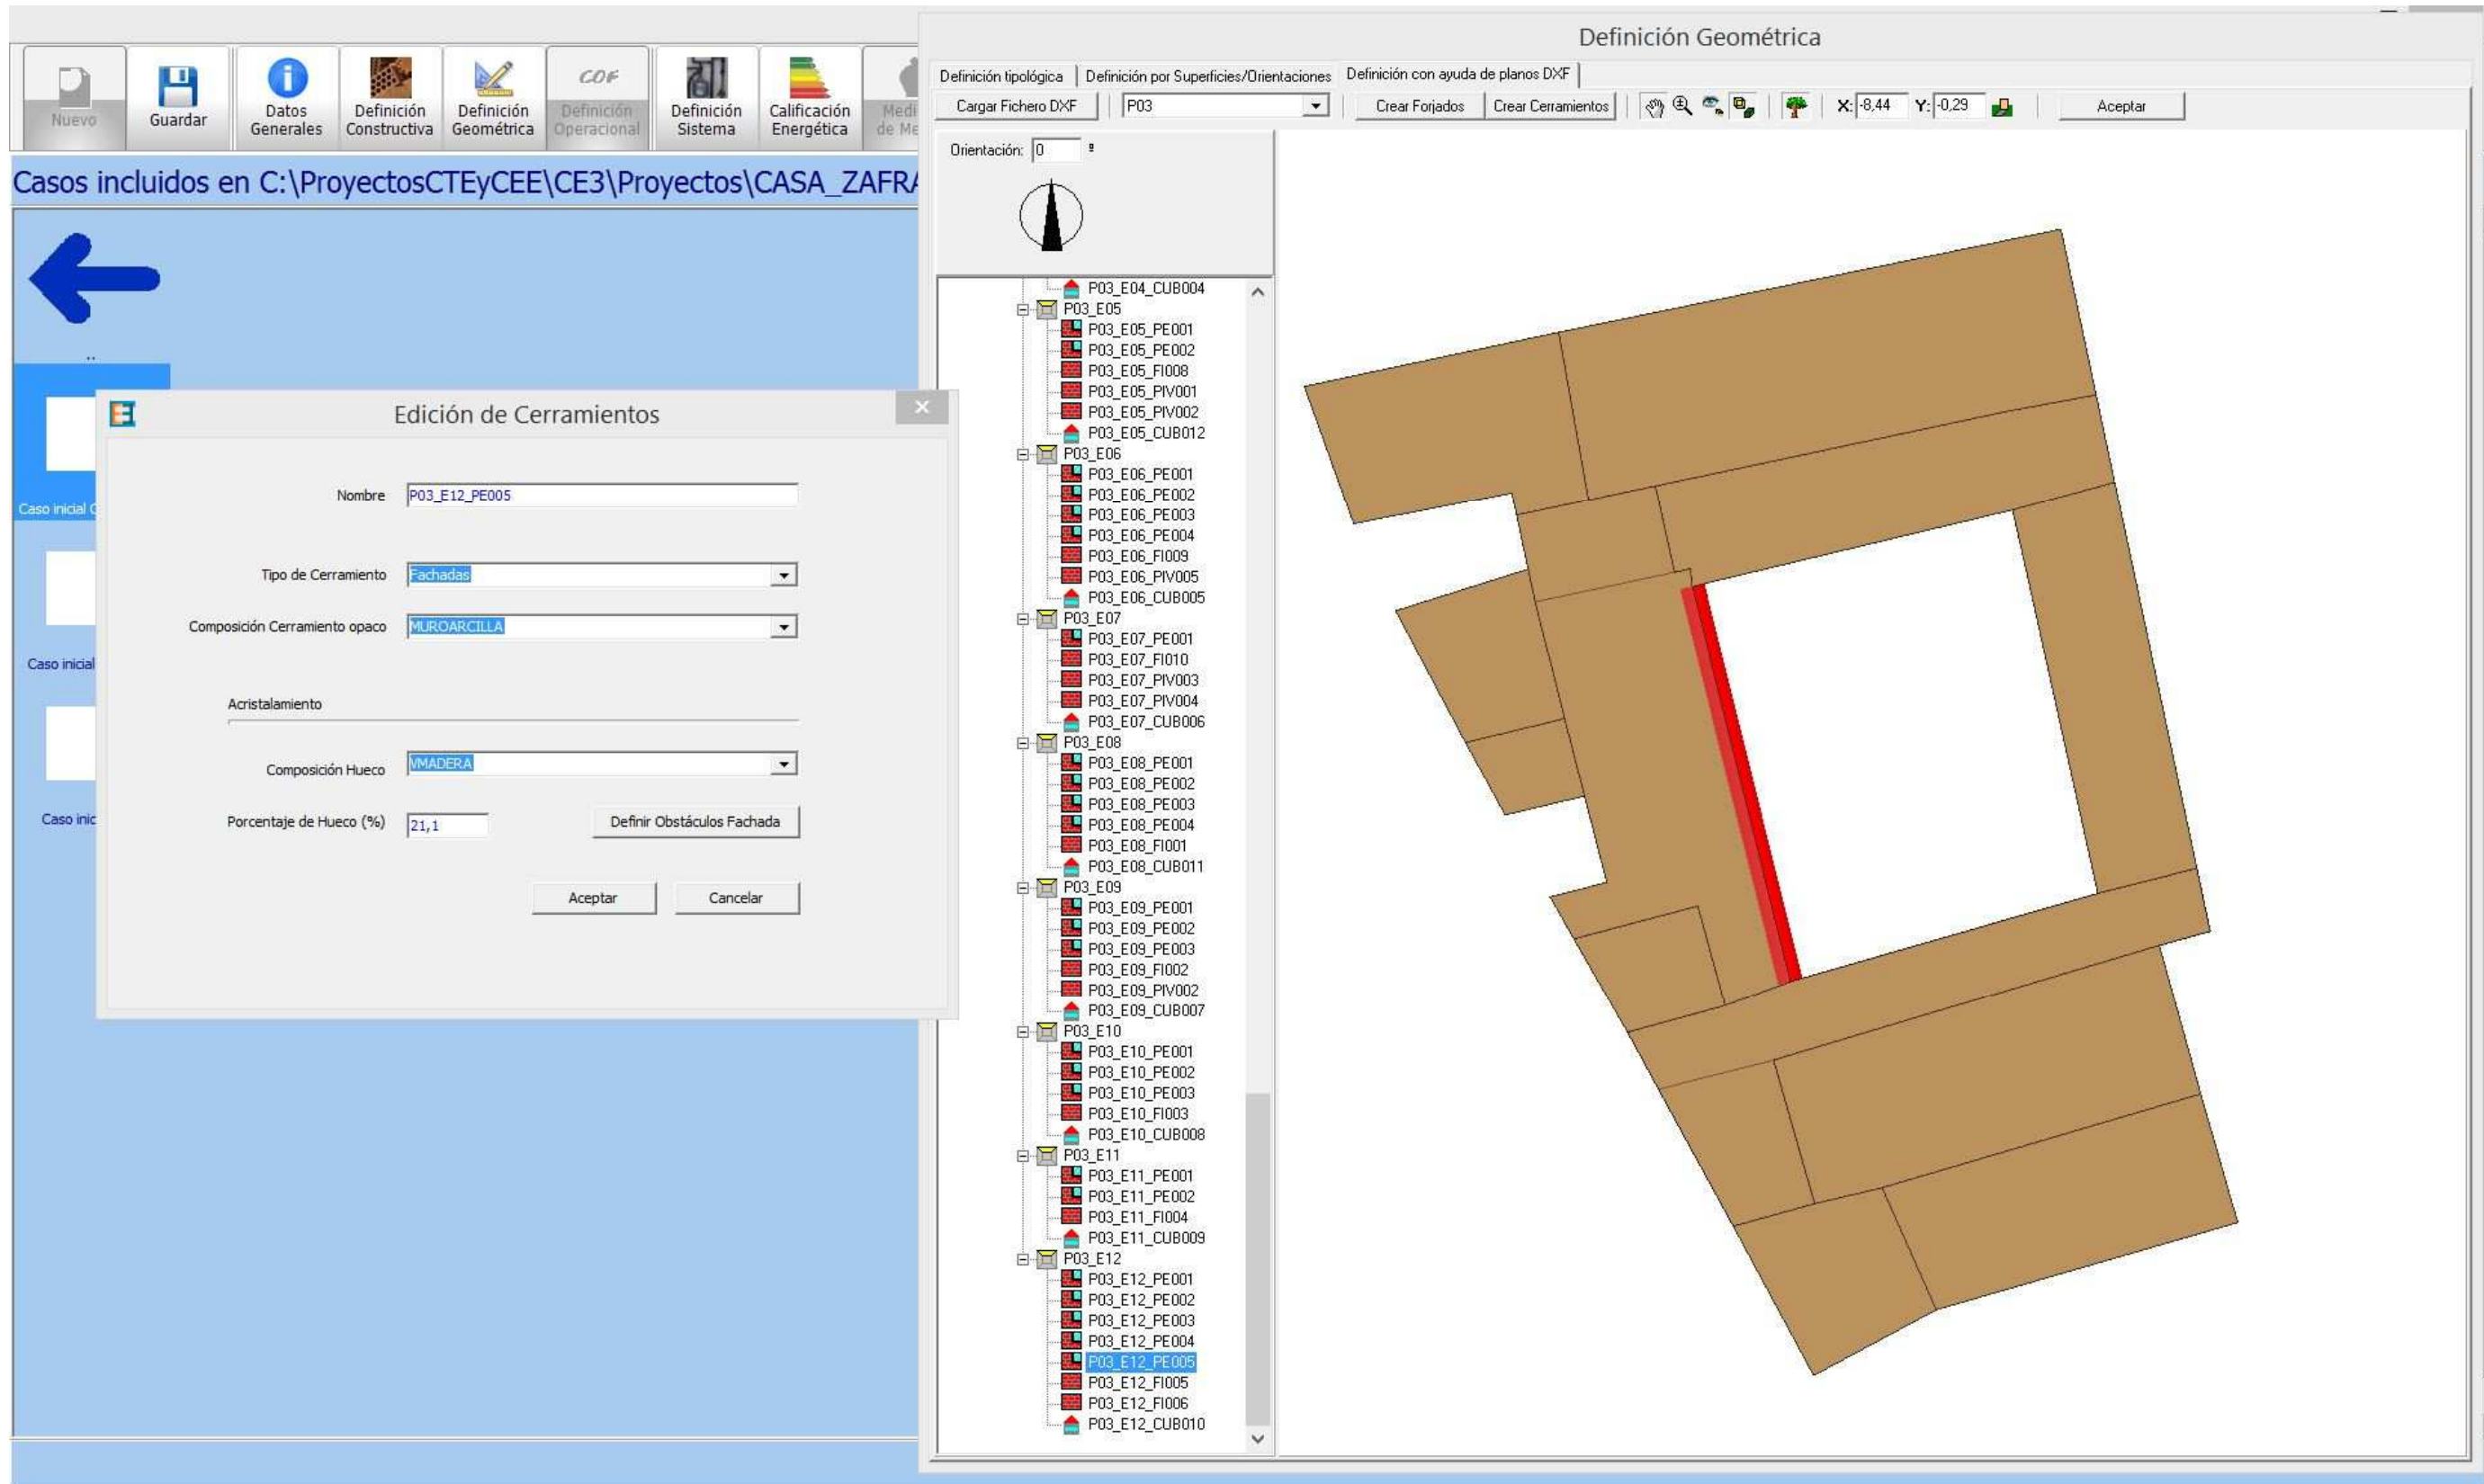 Definición Geométrica
Nuevo
Guardar
Datos
Generales
Definición
Constructiva
Definición
Geométrica
COF
Definición
Operacional
Definición
Sistema
Calificación
Energética
Definición tipológica
Definición por Superficies/Orientaciones
Definición con ayuda de planos DXF
Cargar Fichero DXF
P03
Crear Forjados
Crear Cerramientos
X: -8,44
Y: -0,29
Aceptar
Casos incluidos en C:\ProyectosCTEyCEE\CE3\Proyectos\CASA_ZAFRA
Orientación: 0 º
..
Caso inicial
Caso inicial
Edición de Cerramientos
Nombre P03_E12_PE005
Tipo de Cerramiento Fachadas
Composición Cerramiento opaco MUROARCILLA
Acristalamiento
Composición Hueco VMADERA
Porcentaje de Hueco (%) 21,1
Definir Obstáculos Fachada
Aceptar
Cancelar
P03_E04_CUB004
P03_E05
P03_E05_PE001
P03_E05_PE002
P03_E05_FI008
P03_E05_PIV001
P03_E05_PIV002
P03_E05_CUB012
P03_E06
P03_E06_PE001
P03_E06_PE002
P03_E06_PE003
P03_E06_PE004
P03_E06_FI009
P03_E06_PIV005
P03_E06_CUB005
P03_E07
P03_E07_PE001
P03_E07_FI010
P03_E07_PIV003
P03_E07_PIV004
P03_E07_CUB006
P03_E08
P03_E08_PE001
P03_E08_PE002
P03_E08_PE003
P03_E08_PE004
P03_E08_FI001
P03_E08_CUB011
P03_E09
P03_E09_PE001
P03_E09_PE002
P03_E09_PE003
P03_E09_FI002
P03_E09_PIV002
P03_E09_CUB007
P03_E10
P03_E10_PE001
P03_E10_PE002
P03_E10_PE003
P03_E10_FI003
P03_E10_CUB008
P03_E11
P03_E11_PE001
P03_E11_PE002
P03_E11_FI004
P03_E11_CUB009
P03_E12
P03_E12_PE001
P03_E12_PE002
P03_E12_PE003
P03_E12_PE004
P03_E12_PE005
P03_E12_FI005
P03_E12_FI006
P03_E12_CUB010